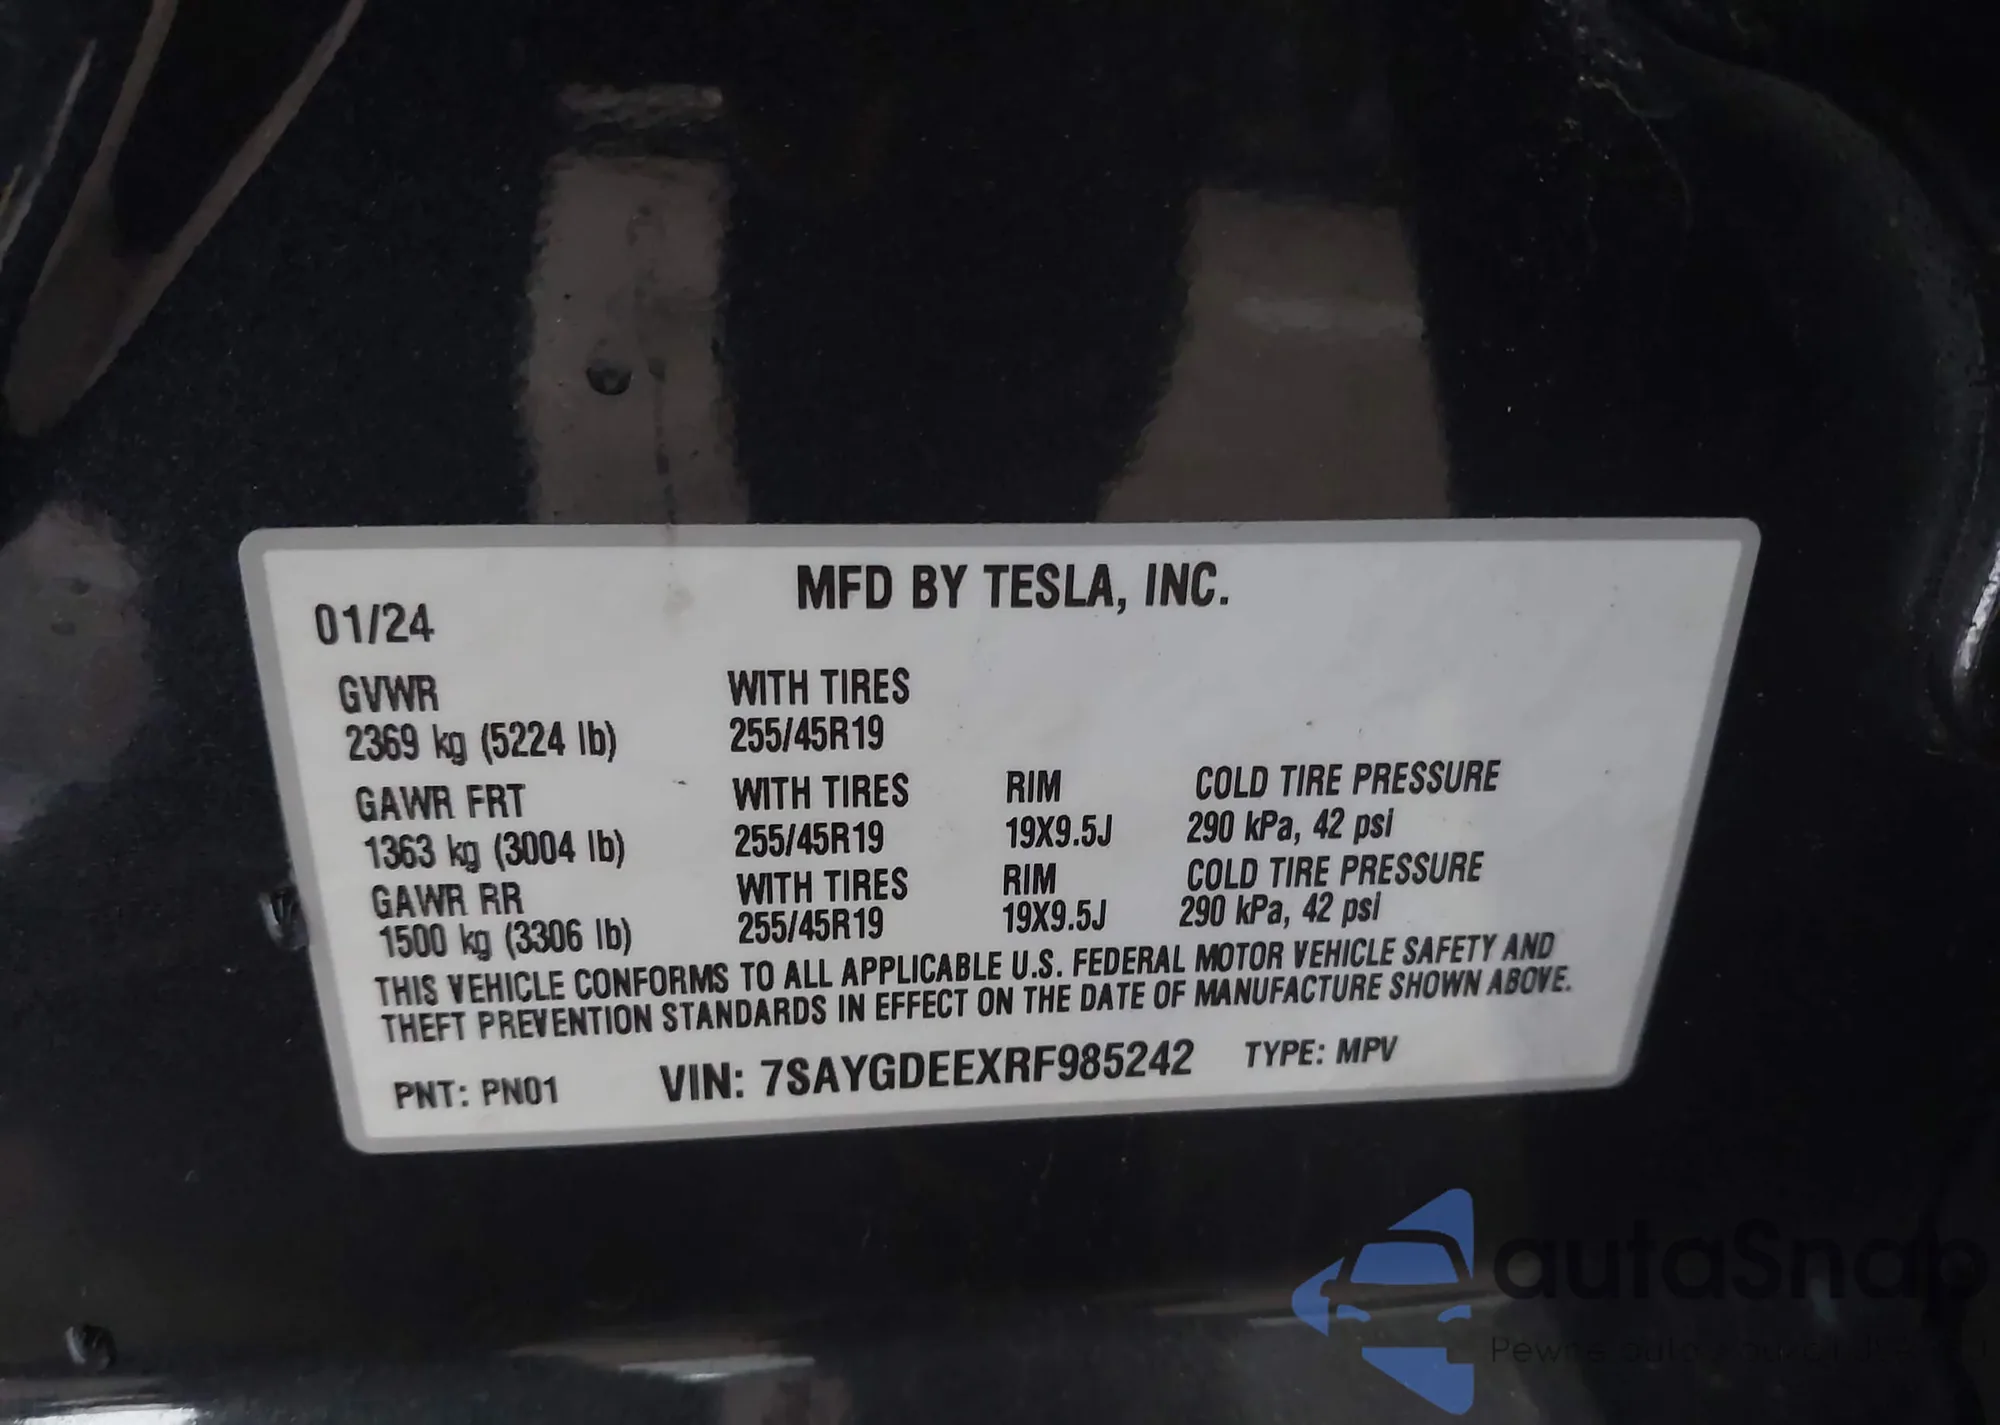 MFD BY TESLA, INC.
01/24
GVWR WITH TIRES
2369 kg (5224 lb) 255/45R19
GAWR FRT WITH TIRES RIM COLD TIRE PRESSURE
1363 kg (3004 lb) 255/45R19 19X9.5J 290 kPa, 42 psi
GAWR RR WITH TIRES RIM COLD TIRE PRESSURE
1500 kg (3306 lb) 255/45R19 19X9.5J 290 kPa, 42 psi
THIS VEHICLE CONFORMS TO ALL APPLICABLE U.S. FEDERAL MOTOR VEHICLE SAFETY AND
THEFT PREVENTION STANDARDS IN EFFECT ON THE DATE OF MANUFACTURE SHOWN ABOVE.
PNT: PN01 VIN: 7SAYGDEEXRF985242 TYPE: MPV
autaSnap
Pewne auto